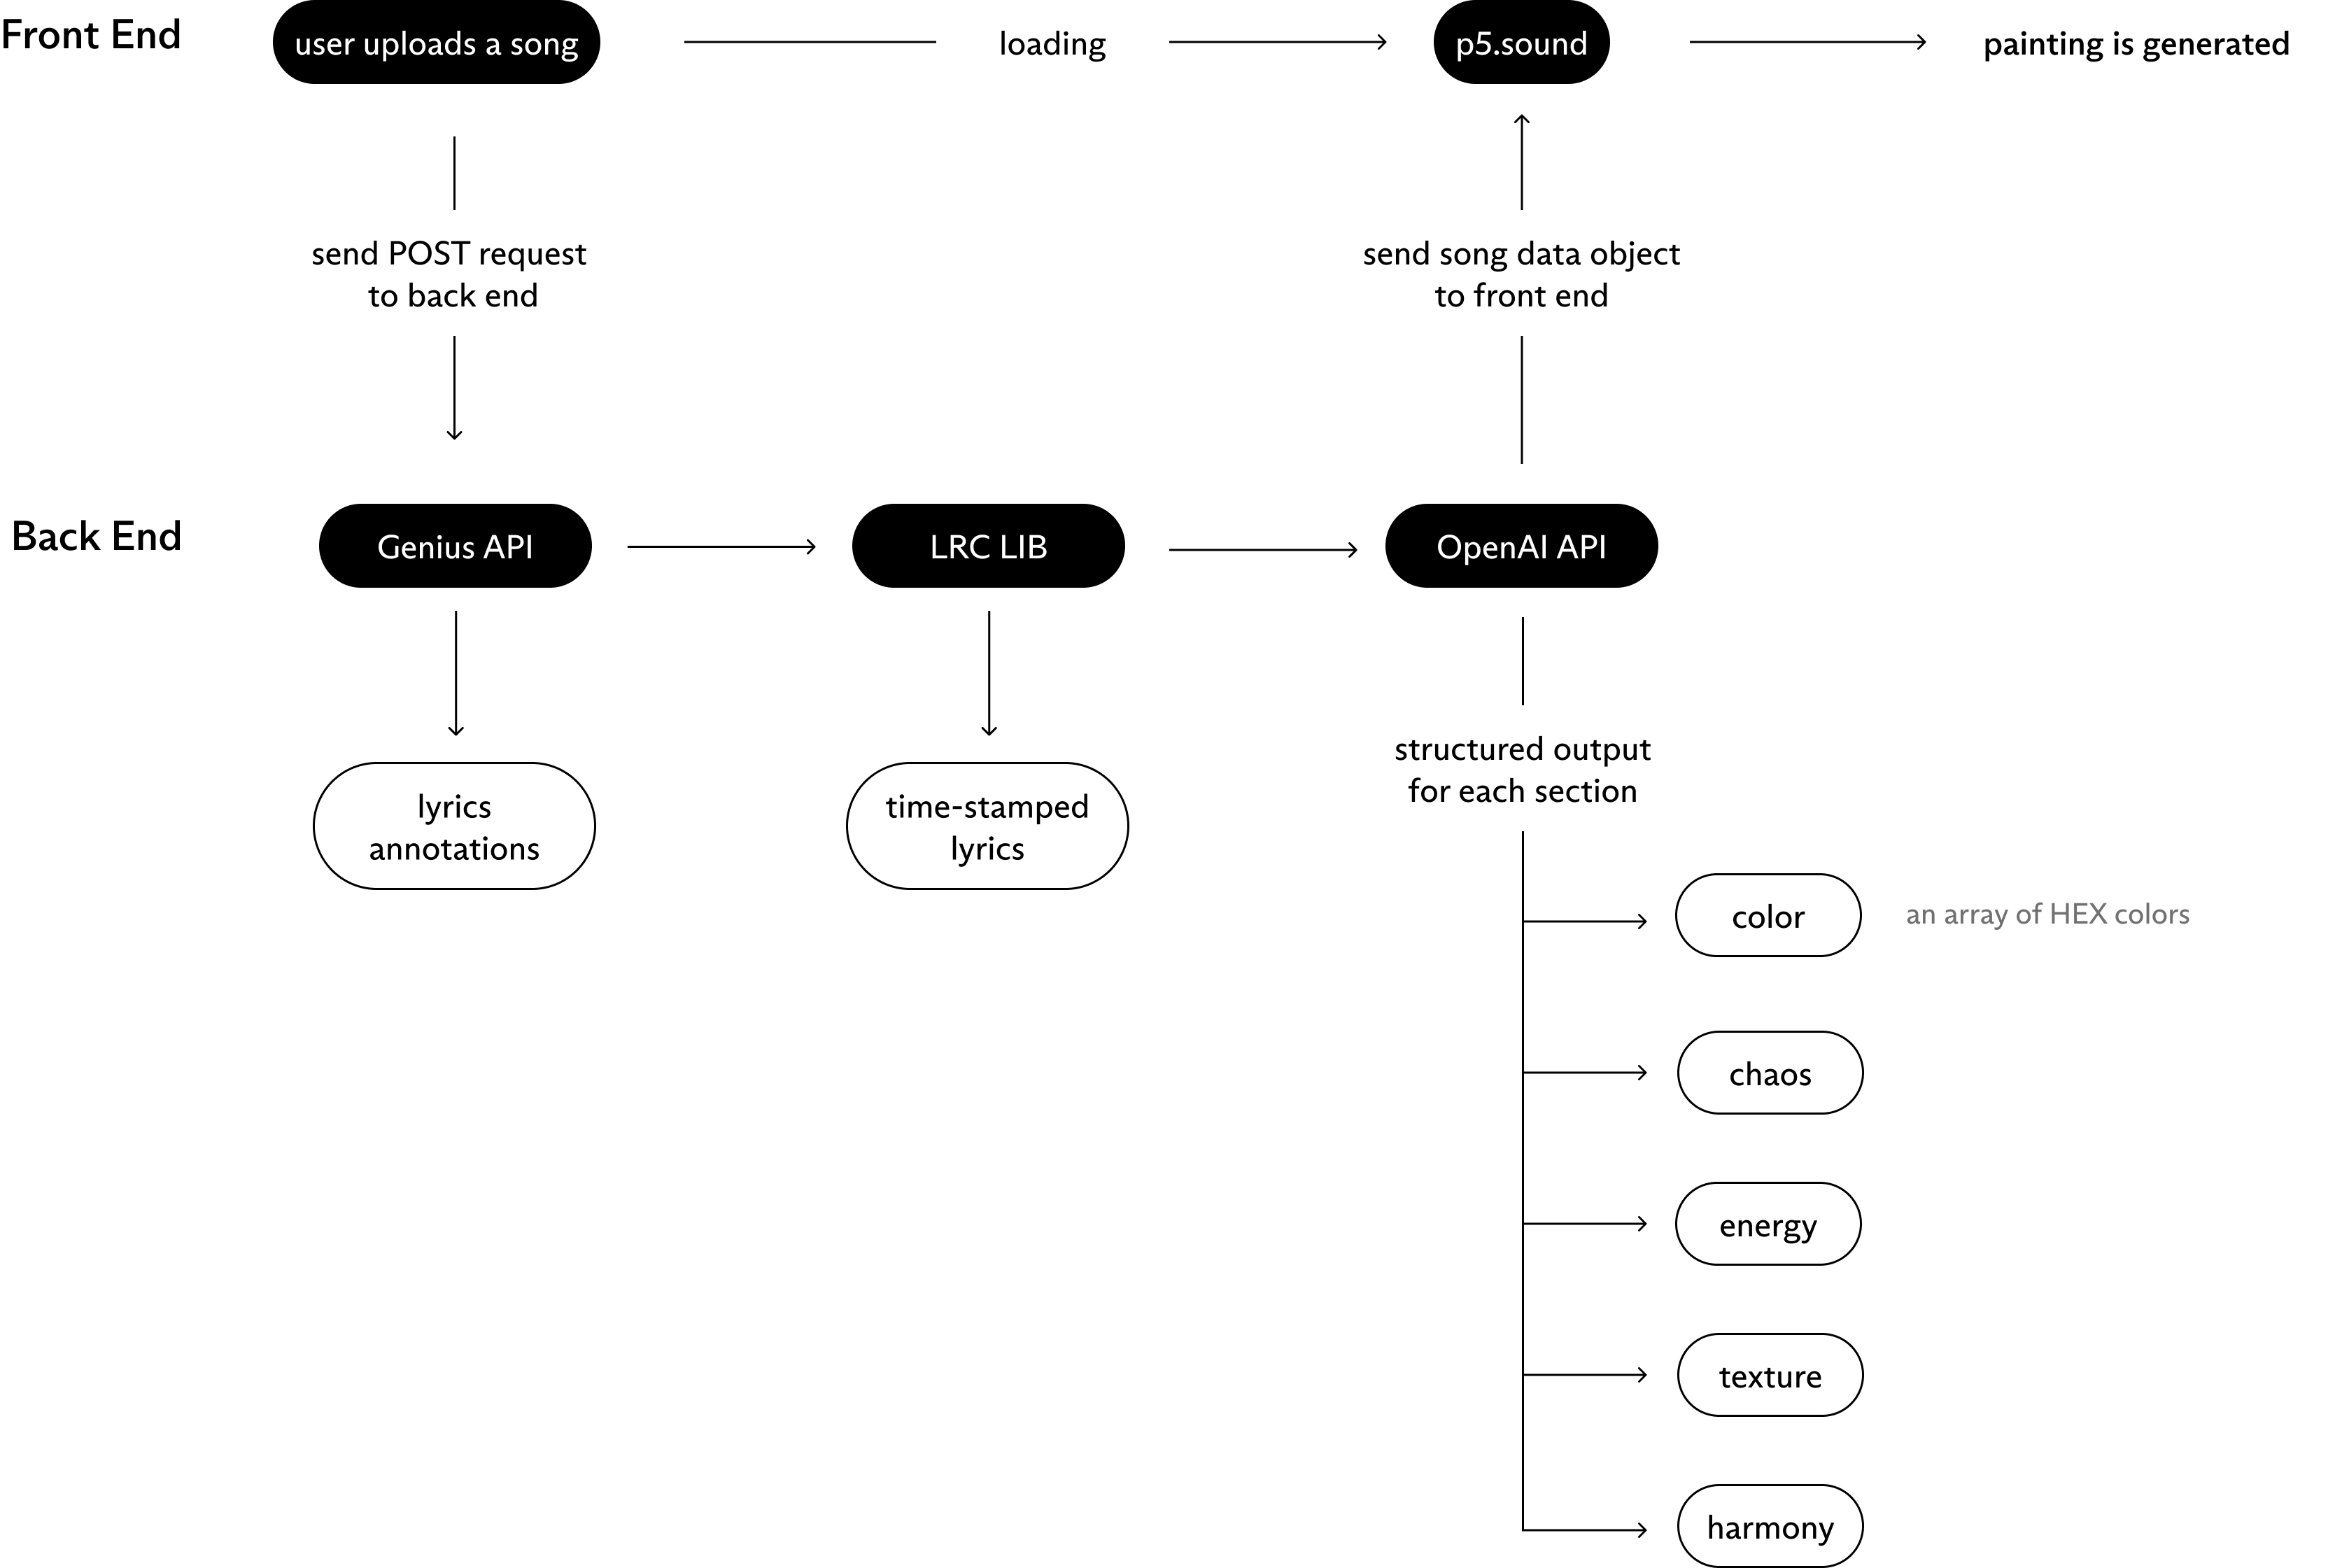 Front End
user uploads a song
loading
p5.sound
painting is generated
send POST request
to back end
send song data object
to front end
Back End
Genius API
LRC LIB
OpenAI API
lyrics
annotations
time-stamped
lyrics
structured output
for each section
color
an array of HEX colors
chaos
energy
texture
harmony